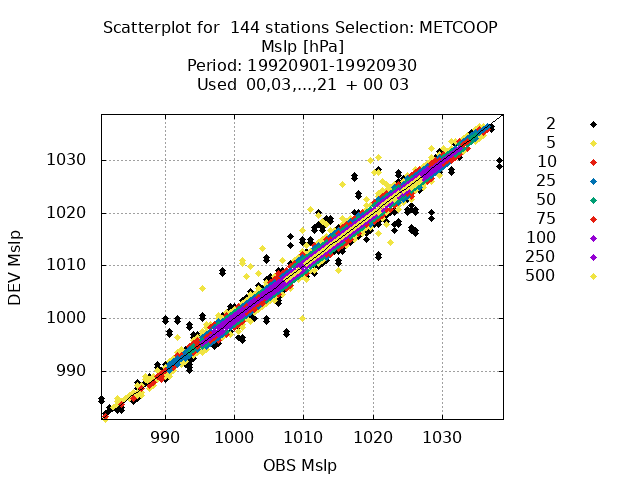 Scatterplot for 144 stations Selection: METCOOP
Mslp [hPa]
Period: 19920901-19920930
Used 00,03,...,21 + 00 03
2
5
10
25
50
75
100
250
500
DEV Mslp
1030
1020
1010
1000
990
990 1000 1010 1020 1030
OBS Mslp